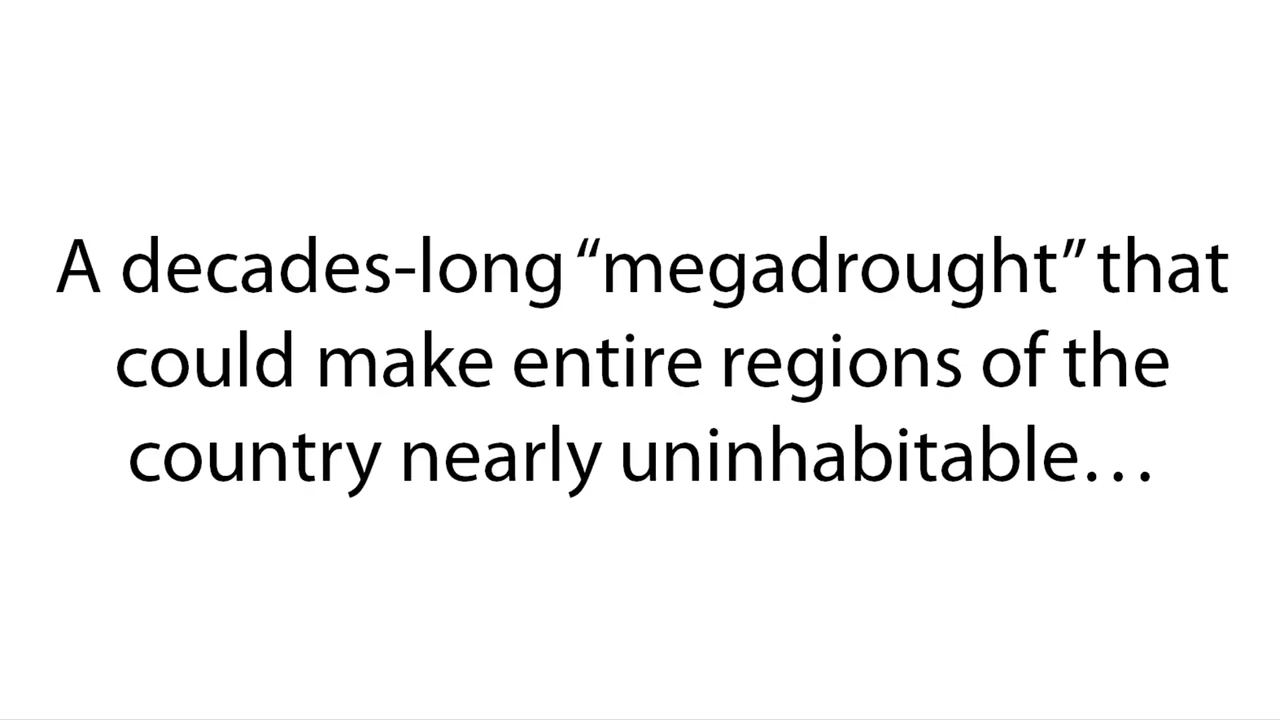 A decades-long “megadrought” that
could make entire regions of the
country nearly uninhabitable…